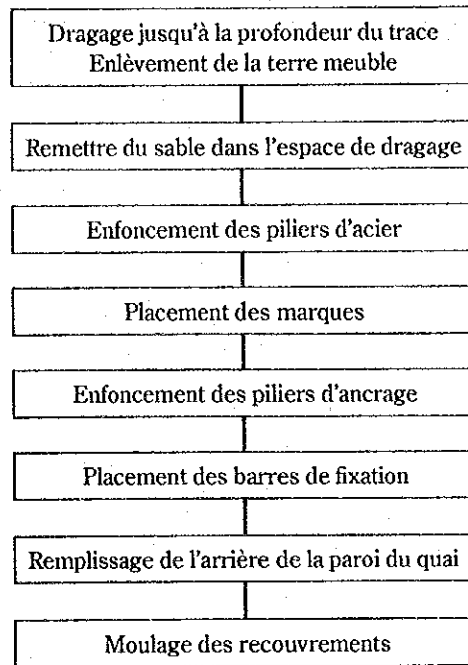 Dragage jusqu'à la profondeur du trace
Enlèvement de la terre meuble
Remettre du sable dans l'espace de dragage
Enfoncement des piliers d'acier
Placement des marques
Enfoncement des piliers d'ancrage
Placement des barres de fixation
Remplissage de l'arrière de la paroi du quai
Moulage des recouvrements